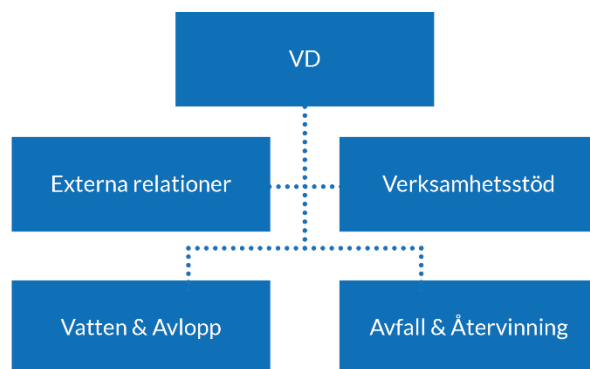 VD
Externa relationer
Verksamhetsstöd
Vatten & Avlopp
Avfall & Återvinning